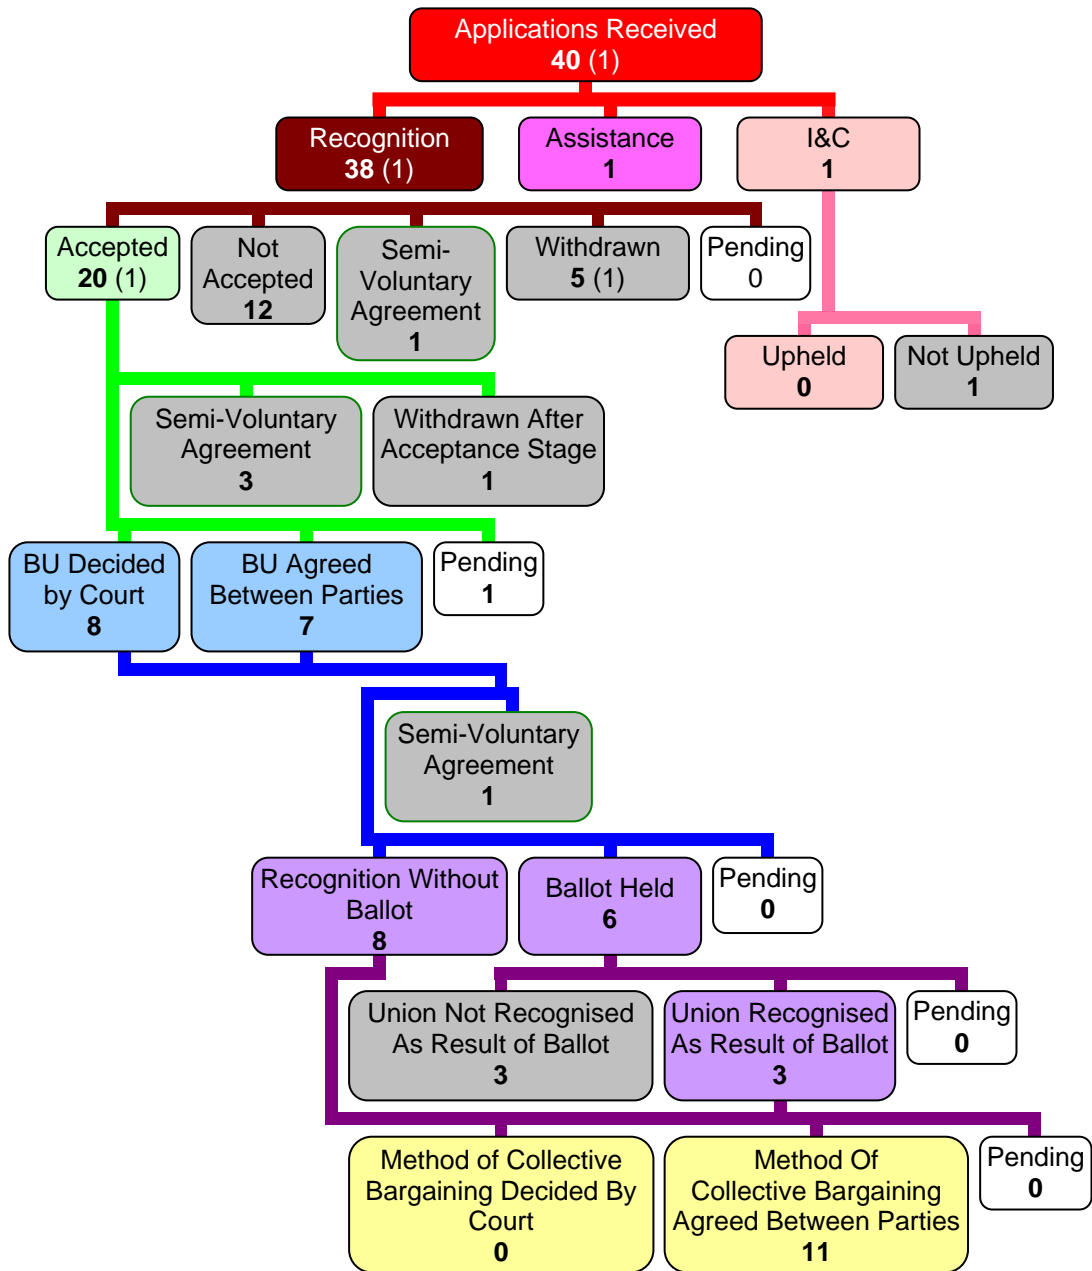 Applications Received
40 (1)
Recognition
38 (1)
Assistance
1
I&C
1
Accepted
20 (1)
Not
Accepted
12
Semi-
Voluntary
Agreement
1
Withdrawn
5 (1)
Pending
0
Upheld
0
Not Upheld
1
Semi-Voluntary
Agreement
3
Withdrawn After
Acceptance Stage
1
BU Decided
by Court
8
BU Agreed
Between Parties
7
Pending
1
Semi-Voluntary
Agreement
1
Recognition Without
Ballot
8
Ballot Held
6
Pending
0
Union Not Recognised
As Result of Ballot
3
Union Recognised
As Result of Ballot
3
Pending
0
Method of Collective
Bargaining Decided By
Court
0
Method Of
Collective Bargaining
Agreed Between Parties
11
Pending
0